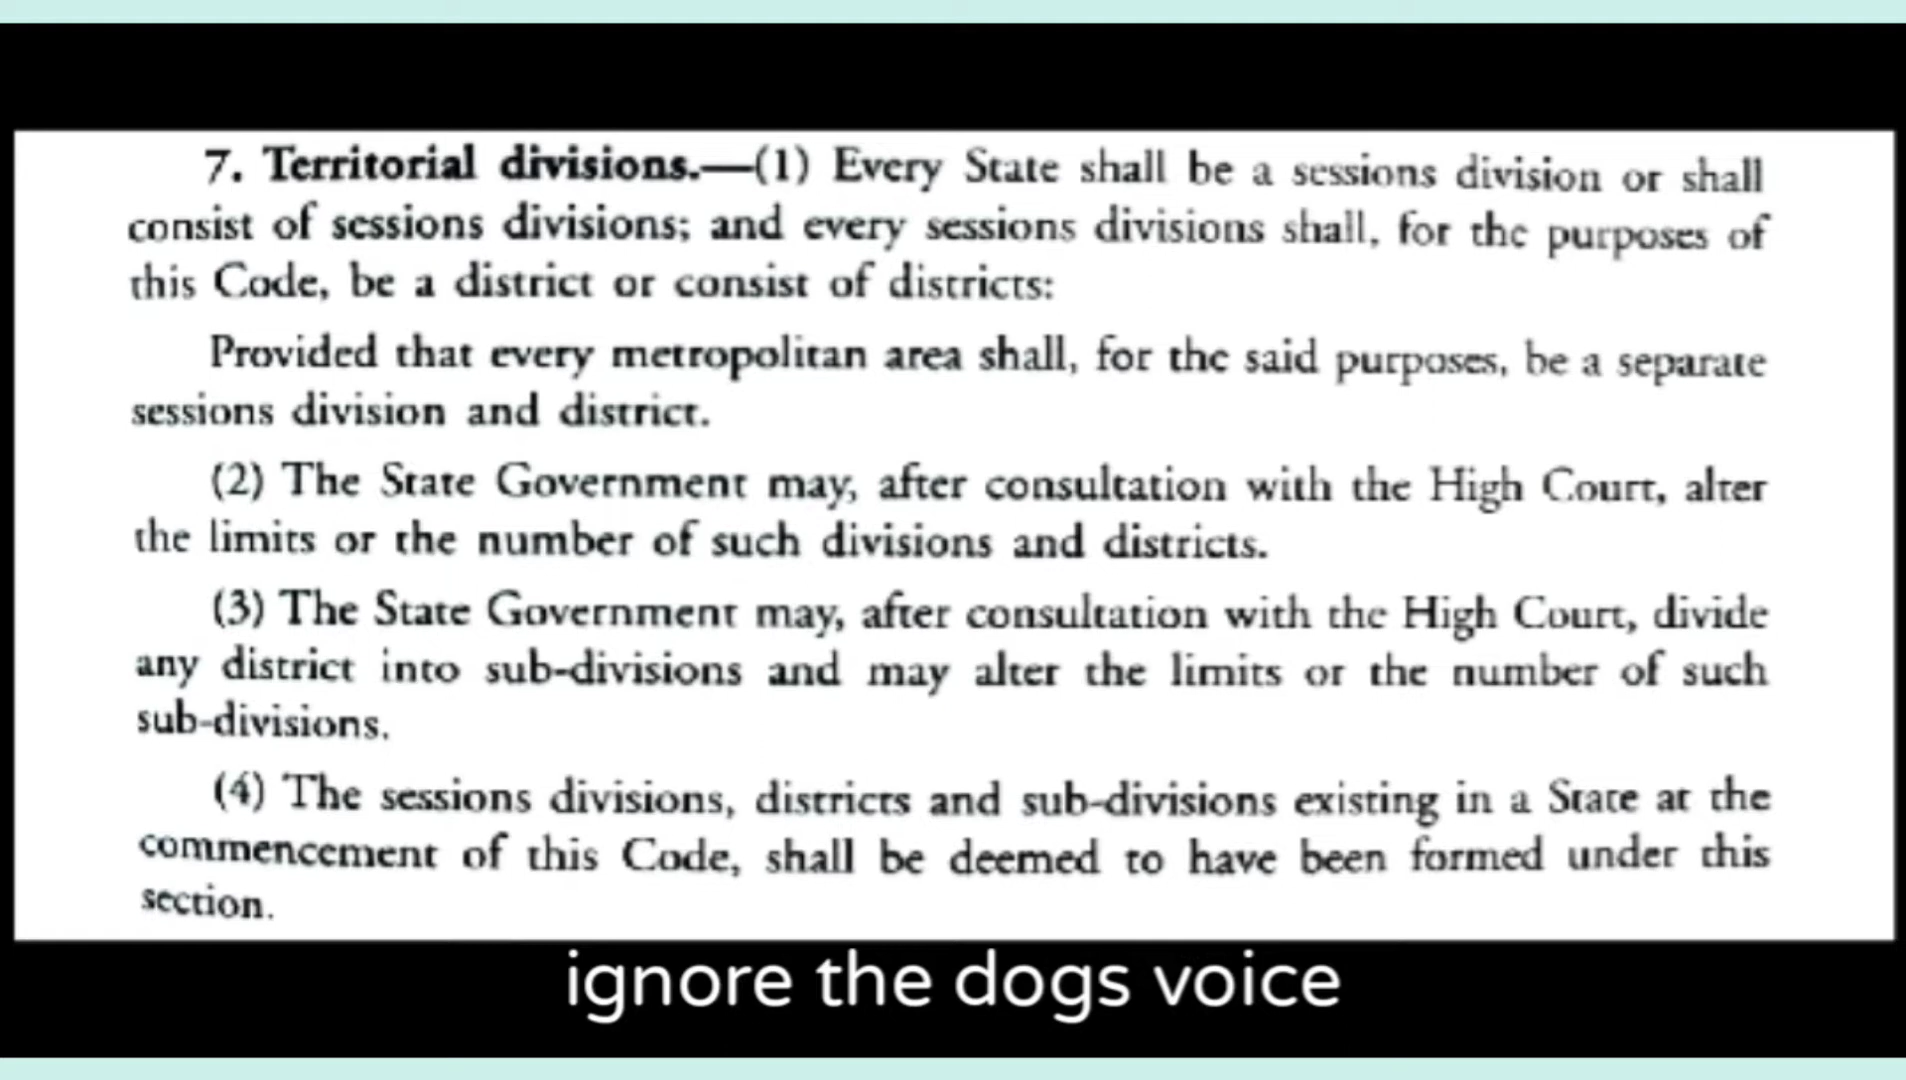 7. Territorial divisions.—(1) Every State shall be a sessions division or shall
consist of sessions divisions; and every sessions divisions shall, for the purposes of
this Code, be a district or consist of districts:
Provided that every metropolitan area shall, for the said purposes, be a separate
sessions division and district.
(2) The State Government may, after consultation with the High Court, alter
the limits or the number of such divisions and districts.
(3) The State Government may, after consultation with the High Court, divide
any district into sub-divisions and may alter the limits or the number of such
sub-divisions.
(4) The sessions divisions, districts and sub-divisions existing in a State at the
commencement of this Code, shall be deemed to have been formed under this
section.
ignore the dogs voice